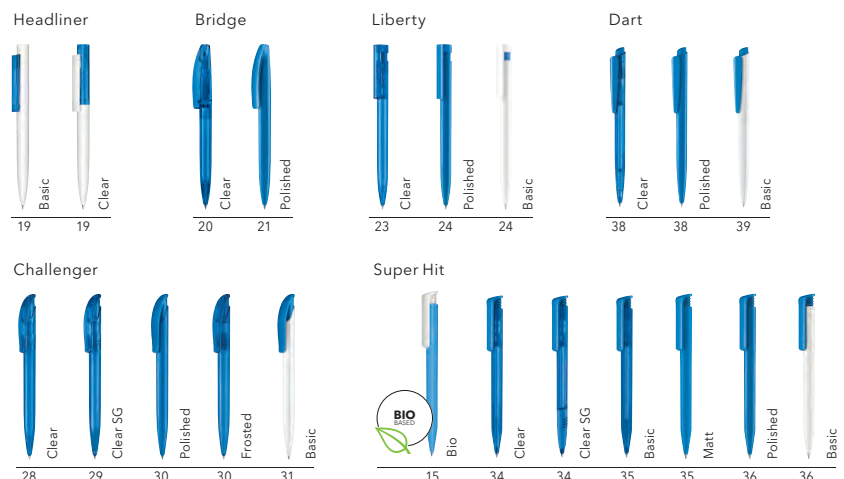 Headliner
Basic
Clear
19 19
Bridge
Clear
Polished
20 21
Liberty
Clear
Polished
Basic
23 24 24
Dart
Clear
Polished
Basic
38 38 39
Challenger
Clear
Clear SG
Polished
Frosted
Basic
28 29 30 30 31
Super Hit
BIO
BASED
Bio
Clear
Clear SG
Basic
Matt
Polished
Basic
15 34 34 35 35 36 36